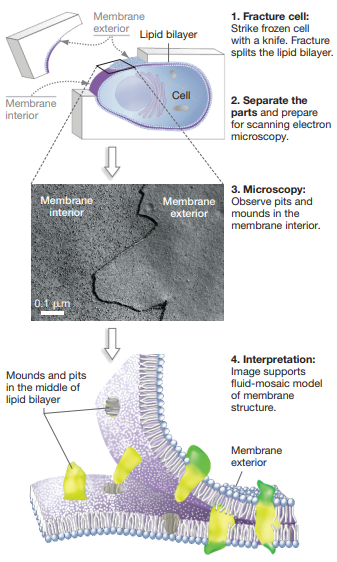 Membrane
exterior
Lipid bilayer
Cell
Membrane
interior
1. Fracture cell:
Strike frozen cell
with a knife. Fracture
splits the lipid bilayer.
2. Separate the
parts and prepare
for scanning electron
microscopy.
Membrane
interior
Membrane
exterior
0.1 µm
3. Microscopy:
Observe pits and
mounds in the
membrane interior.
Mounds and pits
in the middle of
lipid bilayer
4. Interpretation:
Image supports
fluid-mosaic model
of membrane
structure.
Membrane
exterior